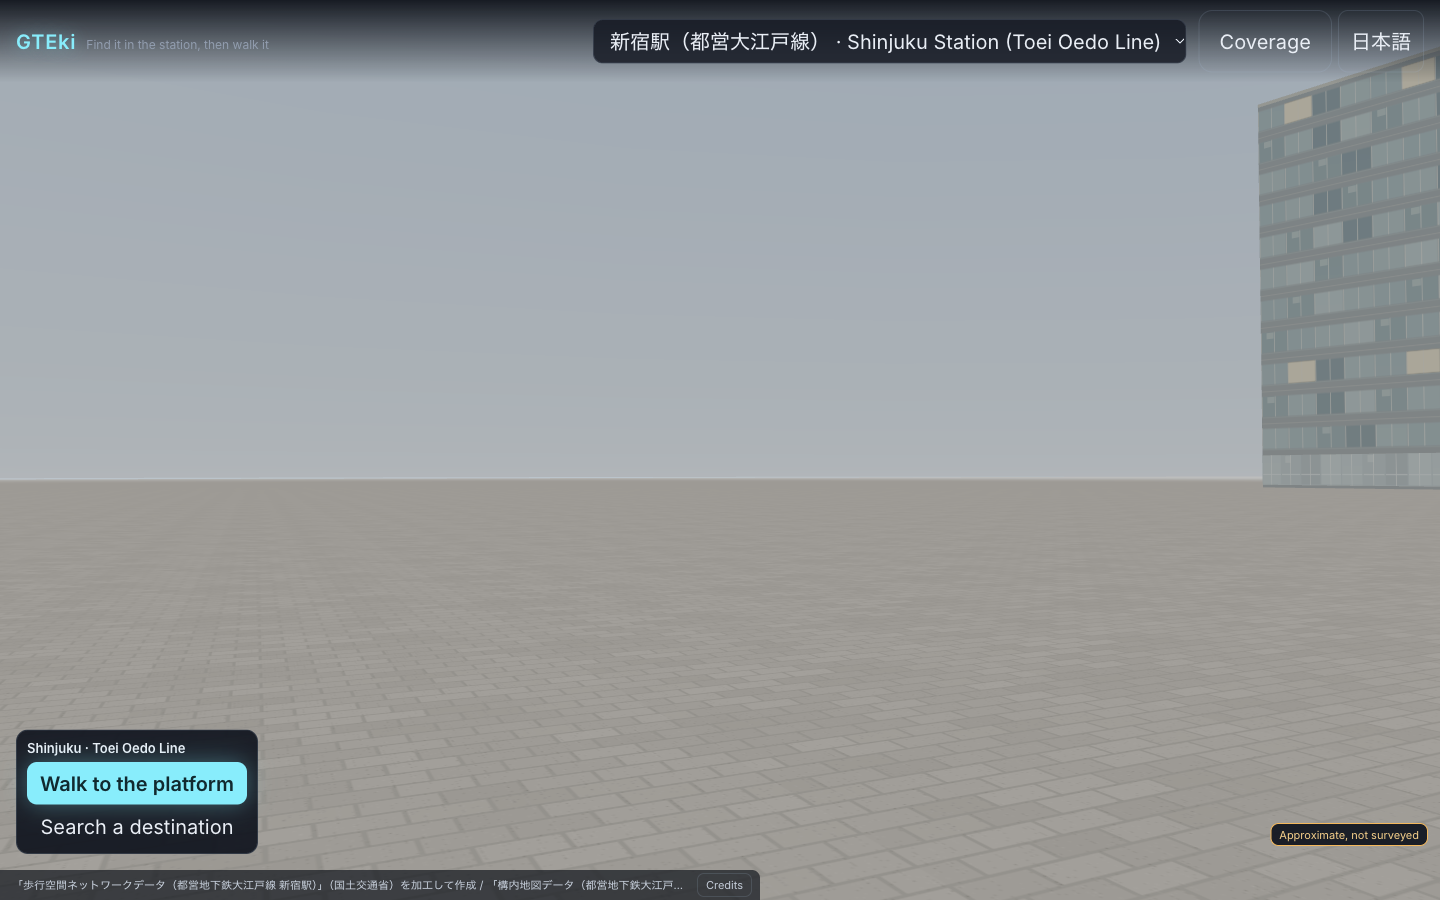 GTEki Find it in the station, then walk it
新宿駅（都営大江戸線） · Shinjuku Station (Toei Oedo Line)
Coverage
日本語
Shinjuku · Toei Oedo Line
Walk to the platform
Search a destination
Approximate, not surveyed
「歩行空間ネットワークデータ（都営地下鉄大江戸線 新宿駅）」（国土交通省）を加工して作成 / 「構内地図データ（都営地下鉄大江戸...
Credits